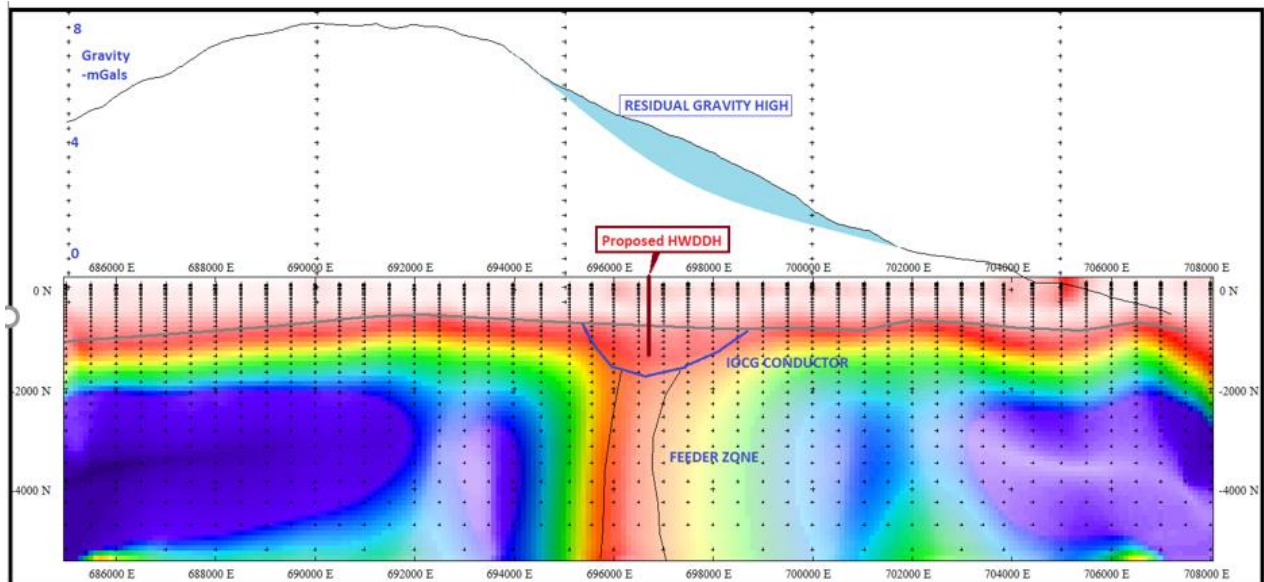 8
Gravity
-mGals
RESIDUAL GRAVITY HIGH
4
Proposed HWDDH
0
686000 E 688000 E 690000 E 692000 E 694000 E 696000 E 698000 E 700000 E 702000 E 704000 E 706000 E 708000 E
0 N 0 N
IOCG CONDUCTOR
-2000 N -2000 N
FEEDER ZONE
-4000 N -4000 N
686000 E 688000 E 690000 E 692000 E 694000 E 696000 E 698000 E 700000 E 702000 E 704000 E 706000 E 708000 E